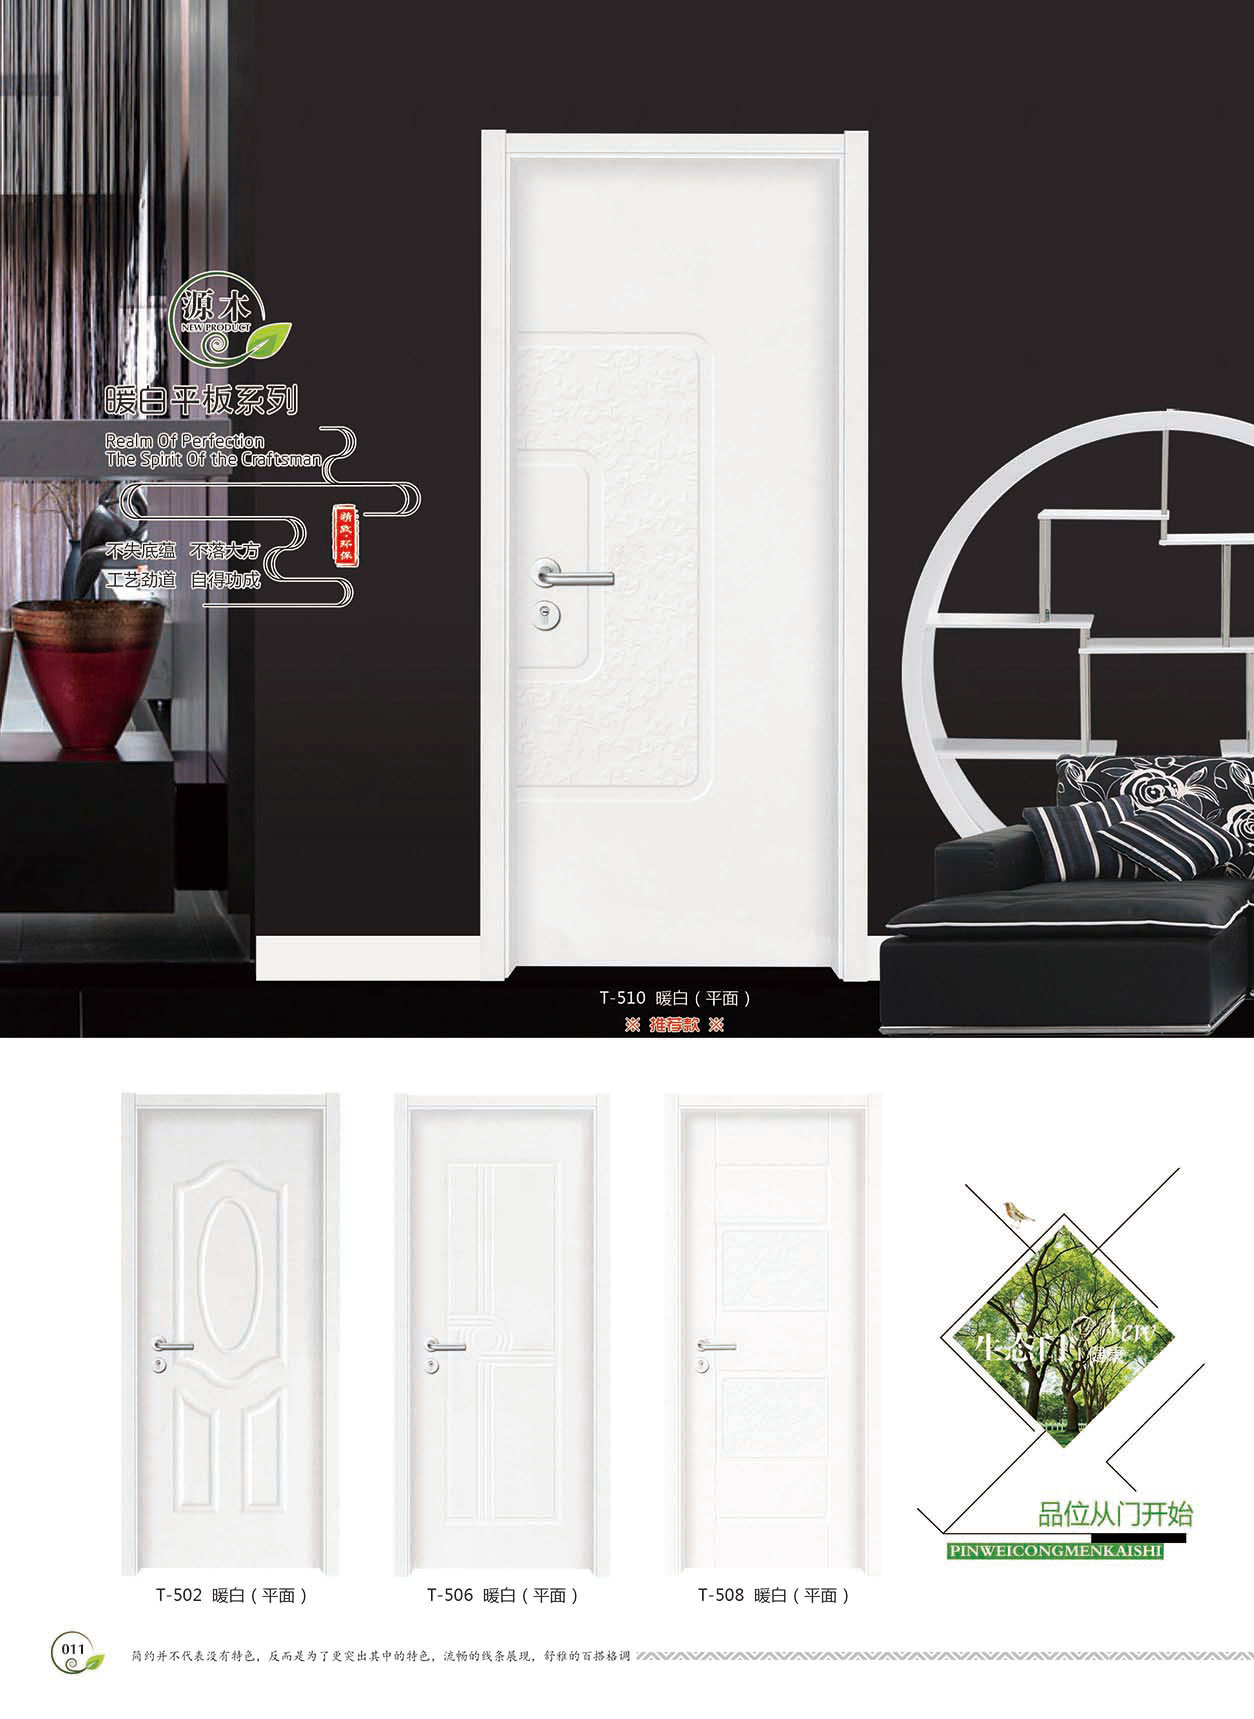 源木
NEW PRODUCT
暖白平板系列
Realm Of Perfection
The Spirit Of the Craftsman
精致·环保
不失底蕴 不落大方
工艺劲道 自得功成
T-510 暖白（平面）
※ 推荐款 ※
T-502 暖白（平面）
T-506 暖白（平面）
T-508 暖白（平面）
New
生态门 健康
品位从门开始
PINWEICONGMENKAISHI
011
简约并不代表没有特色，反而是为了更突出其中的特色，流畅的线条展现，舒雅的百搭格调